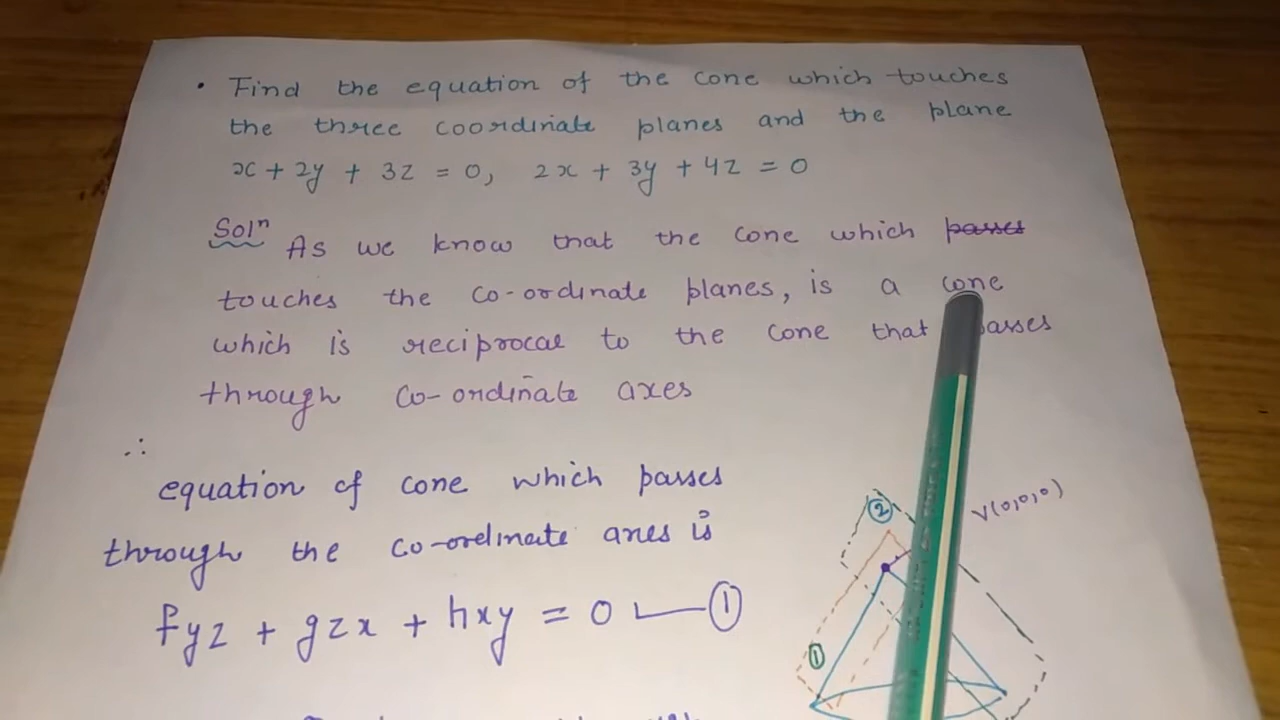 • Find the equation of the cone which touches
the three coordinate planes and the plane
x + 2y + 3z = 0, 2x + 3y + 4z = 0
Solⁿ As we know that the cone which passes
touches the co-ordinate planes, is a cone
which is reciprocal to the cone that passes
through co-ordinate axes
∴
equation of cone which passes
through the co-ordinate axes is
fyz + gzx + hxy = 0 ①
② V(0,0,0)
①